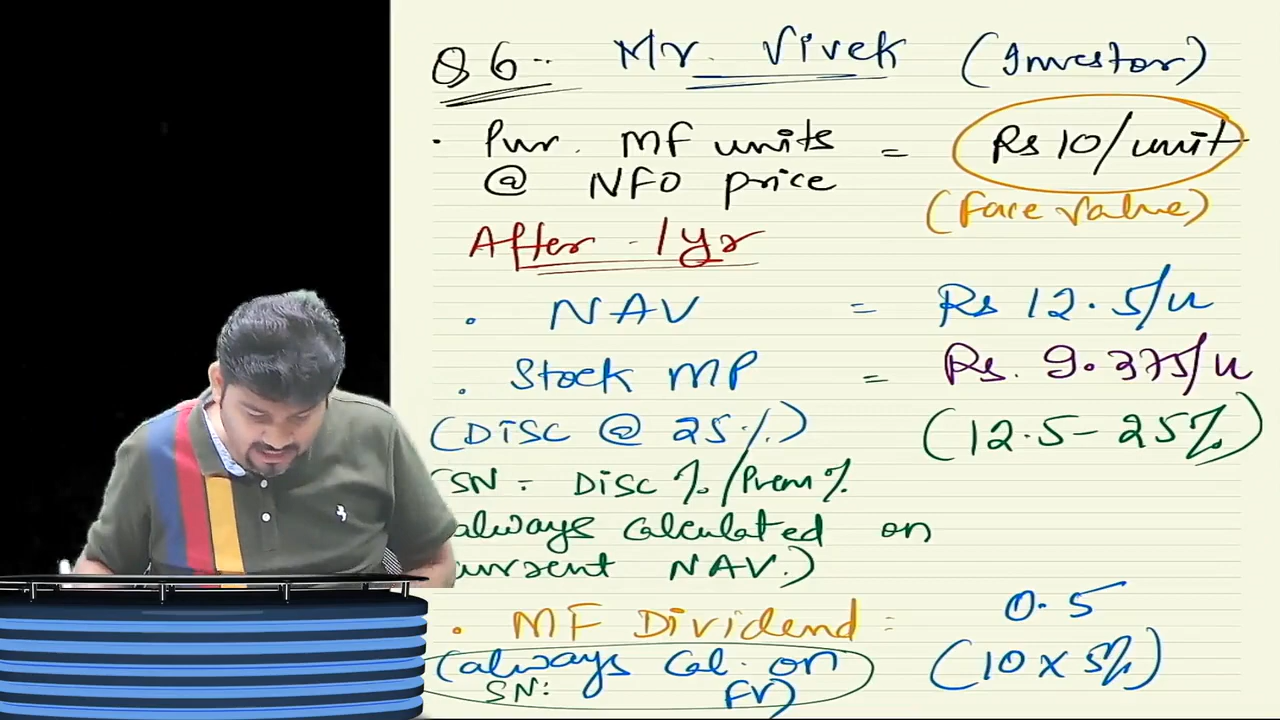 Q6.. Mr. Vivek (Investor)
• Pur. MF units = Rs 10/unit
@ NFO price (Face value)
After - 1yr
• NAV = Rs 12.5/u
• Stock MP = Rs. 9.375/u
(DISC @ 25%) (12.5 - 25%)
(SN - DISC %/Prem%
always calculated on
current NAV.)
• MF Dividend = 0.5
(always Cal. on (10 x 5%)
SN: FV)